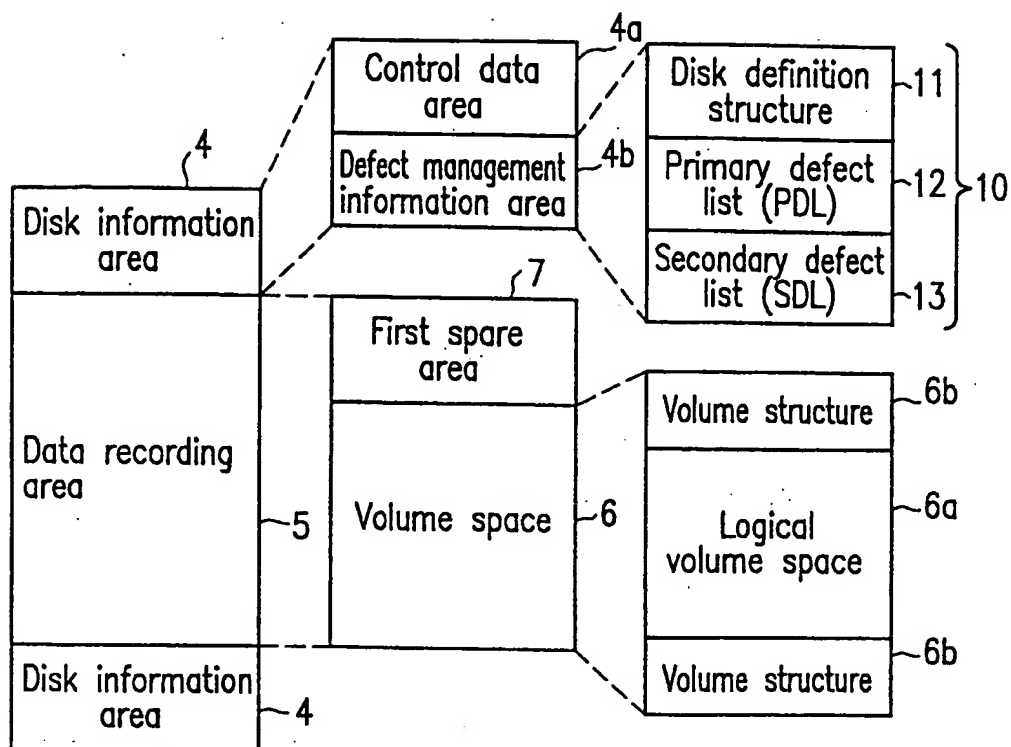 4
Disk information
area
Data recording
area
5
Disk information
area
4
4a
Control data
area
4b
Defect management
information area
7
First spare
area
Volume space
6
Disk definition
structure
11
Primary defect
list (PDL)
12
Secondary defect
list (SDL)
13
10
6b
Volume structure
6a
Logical
volume space
6b
Volume structure